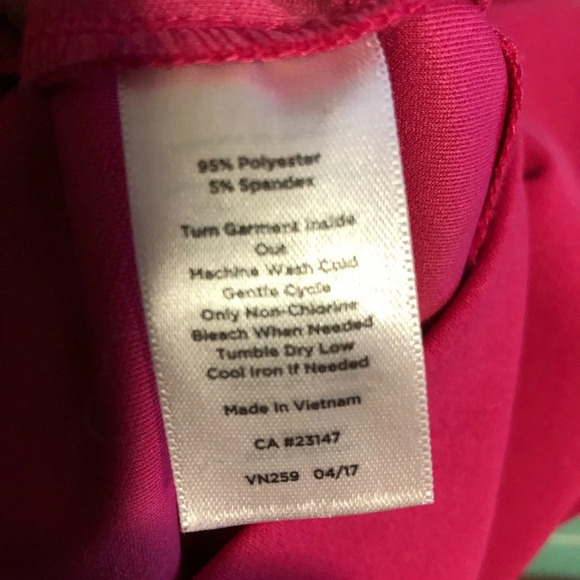 95% Polyester
5% Spandex
Turn Garment Inside
Out
Machine Wash Cold
Gentle Cycle
Only Non-Chlorine
Bleach When Needed
Tumble Dry Low
Cool Iron If Needed
Made In Vietnam
CA #23147
VN259 04/17